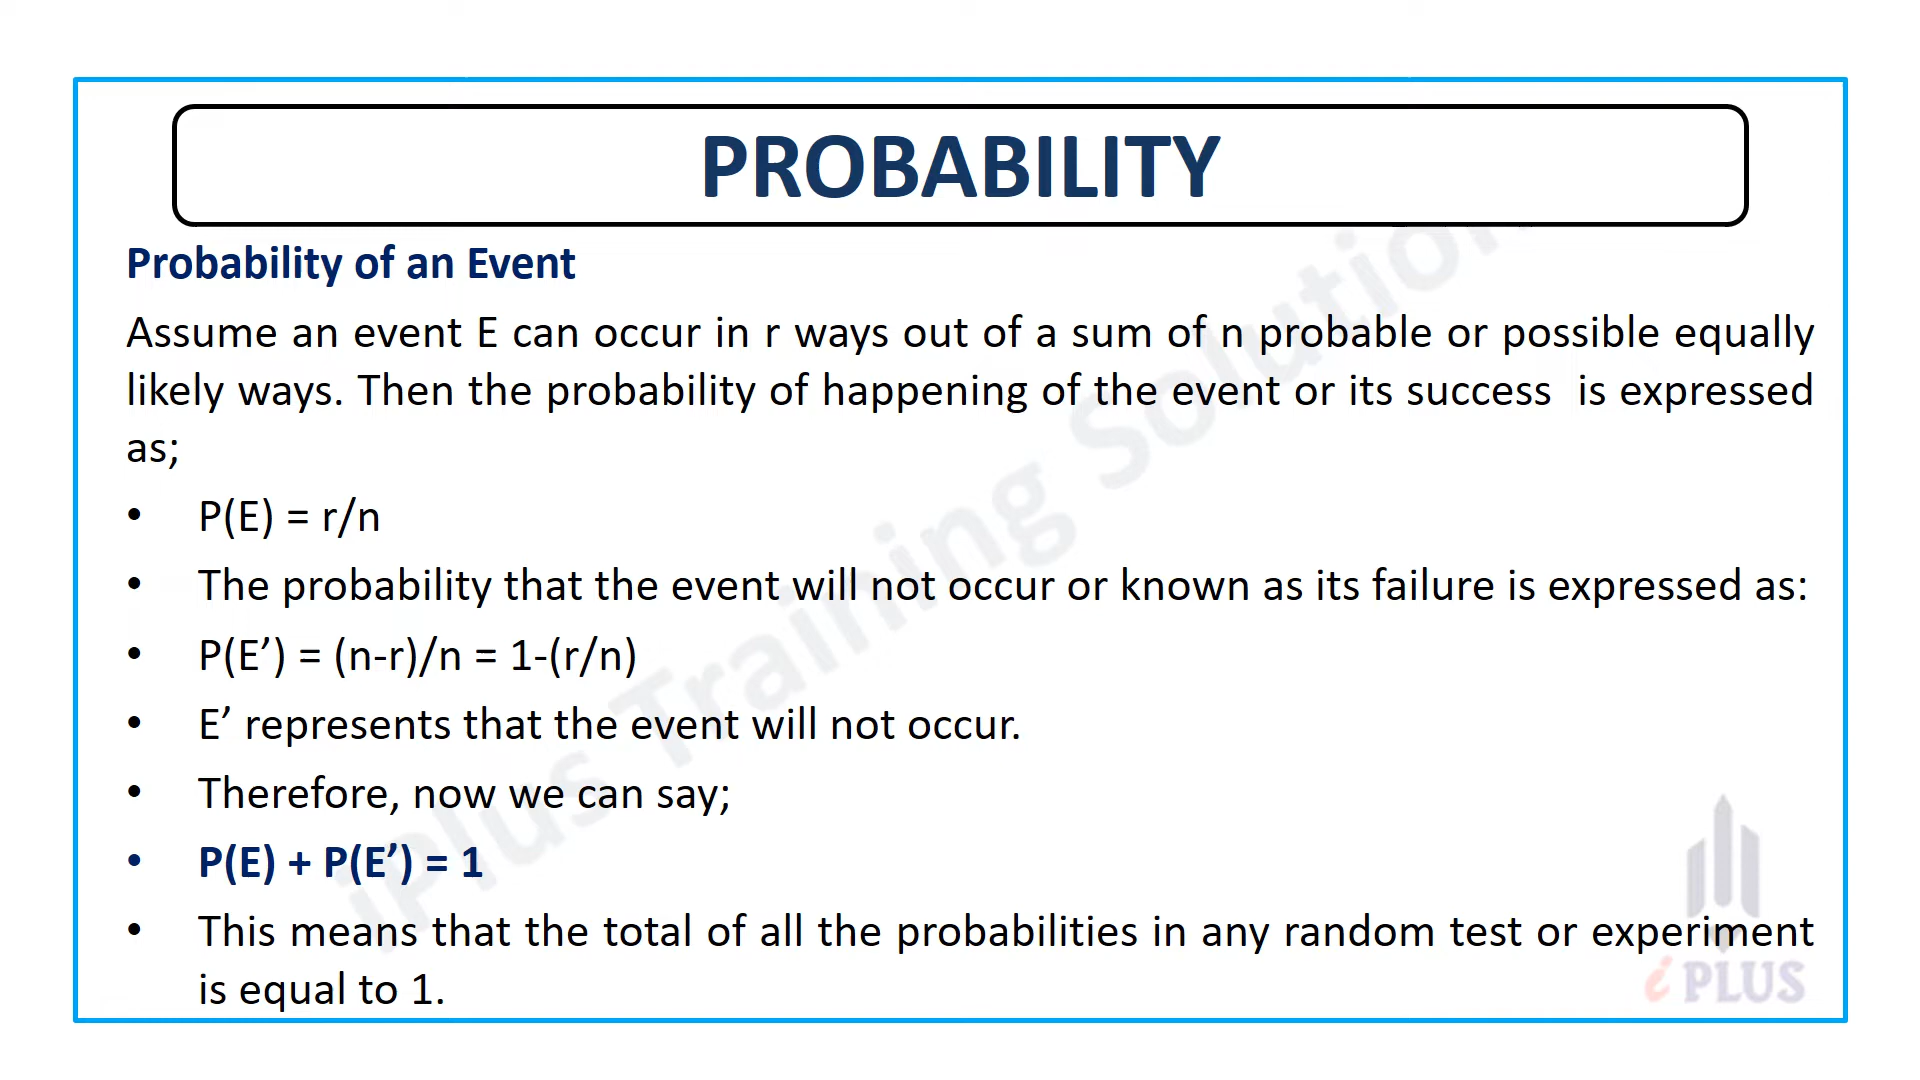 PROBABILITY
Probability of an Event
Assume an event E can occur in r ways out of a sum of n probable or possible equally
likely ways. Then the probability of happening of the event or its success is expressed
as;
• P(E) = r/n
• The probability that the event will not occur or known as its failure is expressed as:
• P(E’) = (n-r)/n = 1-(r/n)
• E’ represents that the event will not occur.
• Therefore, now we can say;
• P(E) + P(E’) = 1
• This means that the total of all the probabilities in any random test or experiment
is equal to 1.
iPlus Training Solution
i PLUS